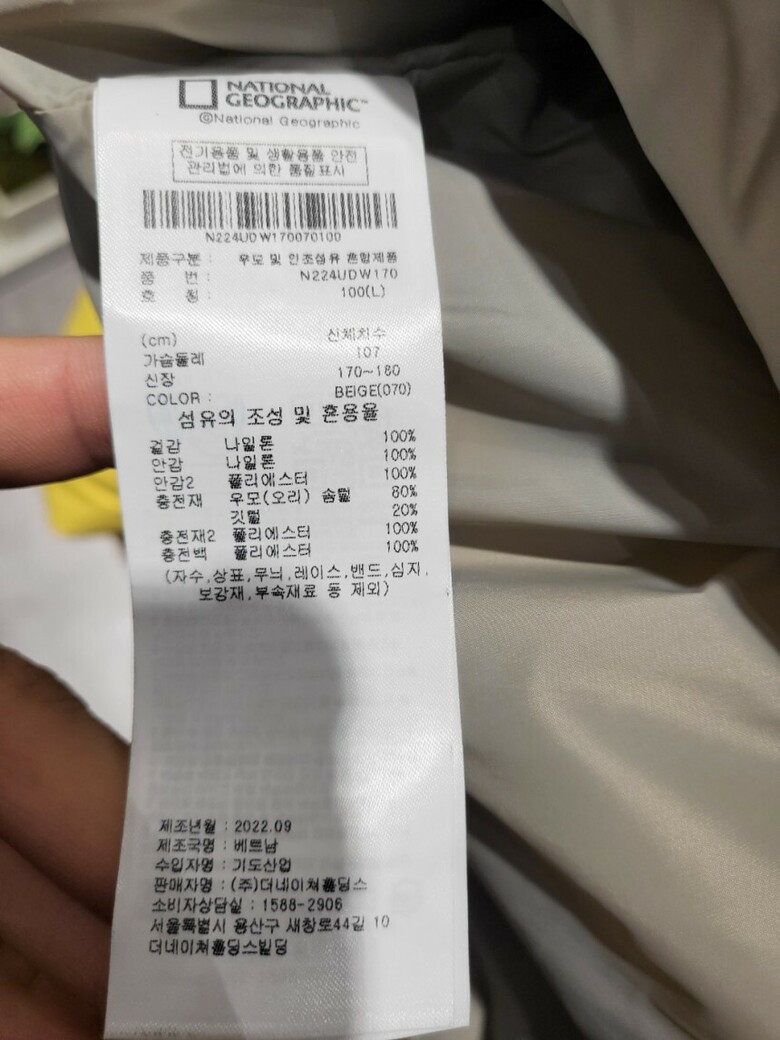 NATIONAL
GEOGRAPHIC™
©National Geographic
전기용품 및 생활용품 안전
관리법에 의한 품질표시
N224UDW170070100
제품구분 : 우모 및 인조섬유 혼합제품
품 번 : N224UDW170
호 칭 : 100(L)
(cm) 신체치수
가슴둘레 107
신장 170~180
COLOR : BEIGE(070)
섬유의 조성 및 혼용율
겉감 나일론 100%
안감 나일론 100%
안감2 폴리에스터 100%
충전재 우모(오리) 솜털 80%
깃털 20%
충전재2 폴리에스터 100%
충전백 폴리에스터 100%
(자수,상표,무늬,레이스,밴드,심지,
보강재,부속재료 등 제외)
제조년월 : 2022.09
제조국명 : 베트남
수입자명 : 기도산업
판매자명 : (주)더네이쳐홀딩스
소비자상담실 : 1588-2906
서울특별시 용산구 새창로44길 10
더네이쳐홀딩스빌딩